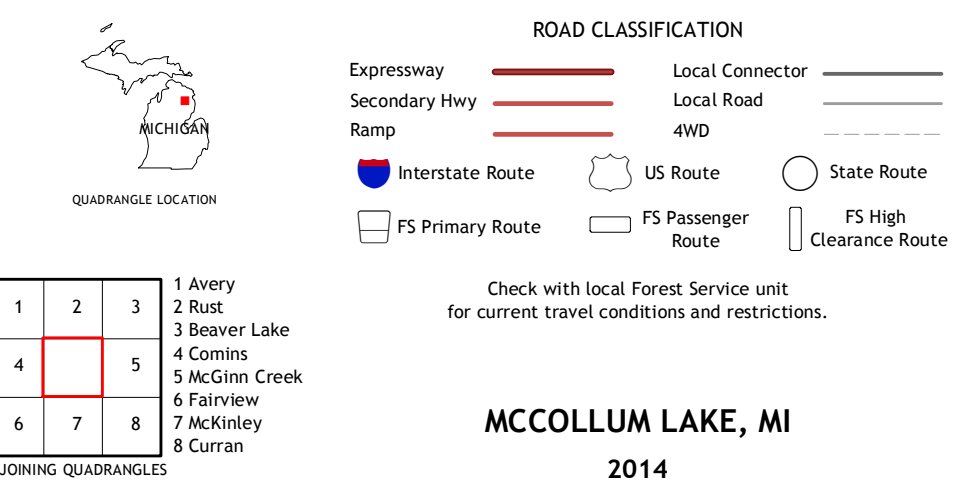 MICHIGAN
QUADRANGLE LOCATION
ROAD CLASSIFICATION
Expressway
Secondary Hwy
Ramp
Local Connector
Local Road
4WD
Interstate Route
US Route
State Route
FS Primary Route
FS Passenger
Route
FS High
Clearance Route
Check with local Forest Service unit
for current travel conditions and restrictions.
1 2 3
4 5
6 7 8
1 Avery
2 Rust
3 Beaver Lake
4 Comins
5 McGinn Creek
6 Fairview
7 McKinley
8 Curran
JOINING QUADRANGLES
MCCOLLUM LAKE, MI
2014